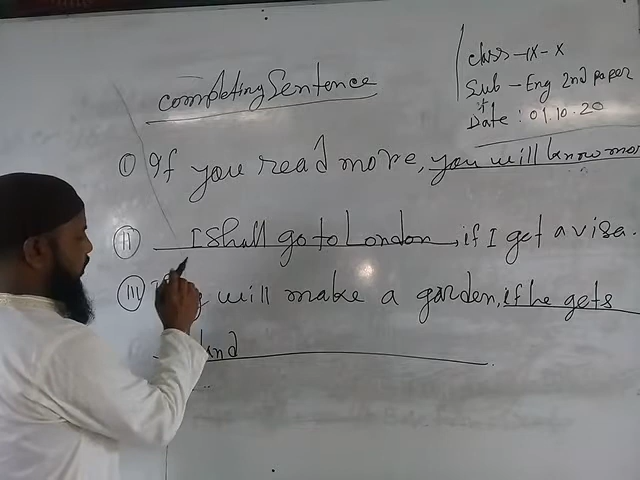 Class - IX - X
Sub - Eng 2nd paper
Date : 01.10.20
Completing Sentence
(I) If you read more, you will know more
(II) I shall go to London, if I get a visa.
(III) will make a garden, if he gets